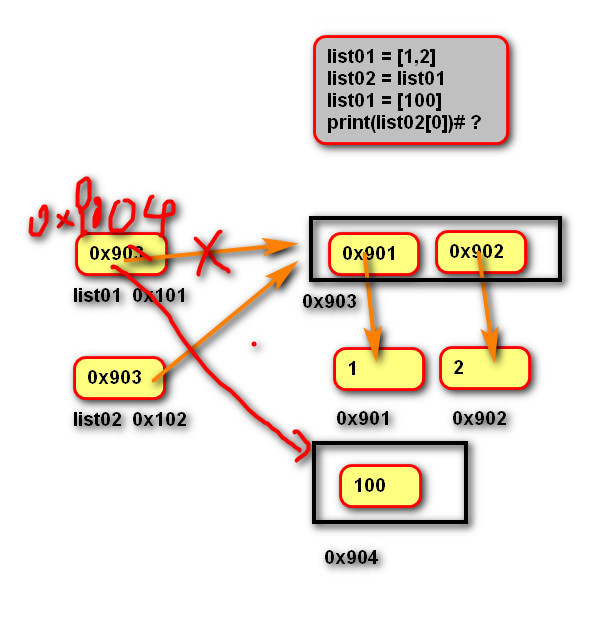 list01 = [1,2]
list02 = list01
list01 = [100]
print(list02[0])# ?
0x904
0x903
list01 0x101
0x901
0x902
0x903
0x903
list02 0x102
1
2
0x901
0x902
100
0x904